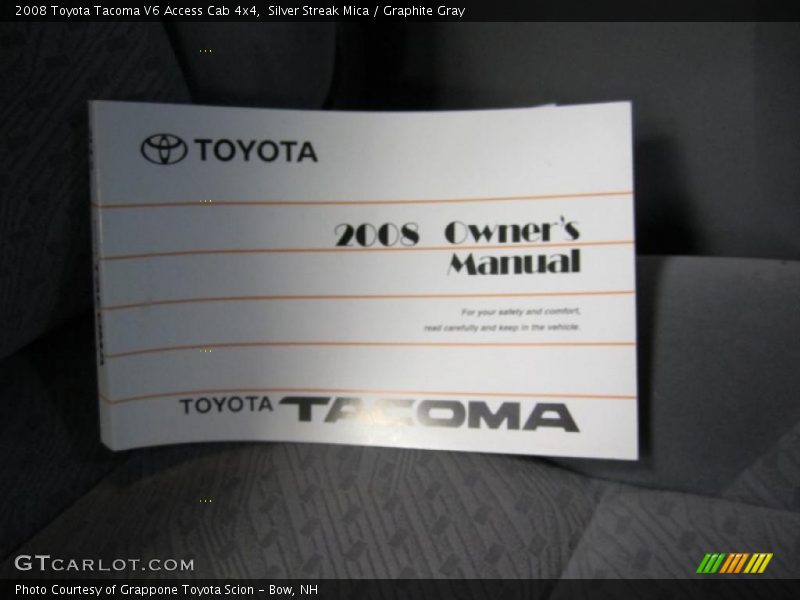 2008 Toyota Tacoma V6 Access Cab 4x4,  Silver Streak Mica / Graphite Gray
TOYOTA
2008 Owner's
Manual
For your safety and comfort,
read carefully and keep in the vehicle.
TOYOTA TACOMA
GTCARLOT.COM
Photo Courtesy of Grappone Toyota Scion – Bow, NH